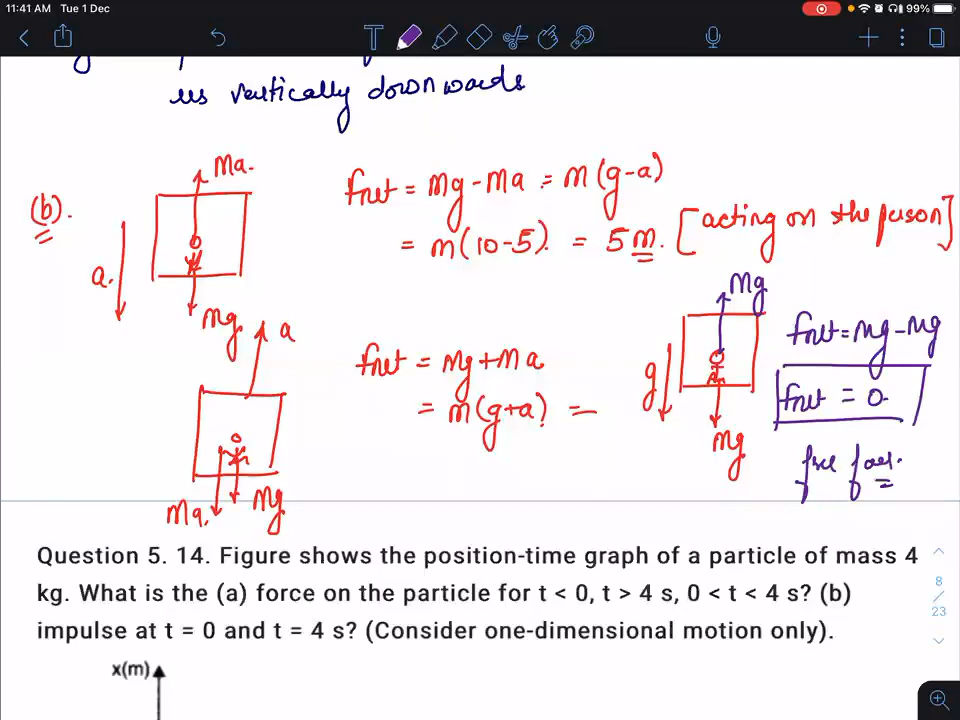 11:41 AM Tue 1 Dec
99%
is vertically downwards
(b).
Ma.
a.
Mg
Fnet = Mg - Ma = m(g-a)
= m(10-5). = 5m. [acting on the person]
a
Ma.
Mg
Fnet = Mg + Ma
= m(g+a) =
Mg
g
Mg
Fnet = Mg - Mg
Fnet = 0.
free fall.
Question 5. 14. Figure shows the position-time graph of a particle of mass 4
kg. What is the (a) force on the particle for t < 0, t > 4 s, 0 < t < 4 s? (b)
impulse at t = 0 and t = 4 s? (Consider one-dimensional motion only).
x(m)
8
/
23